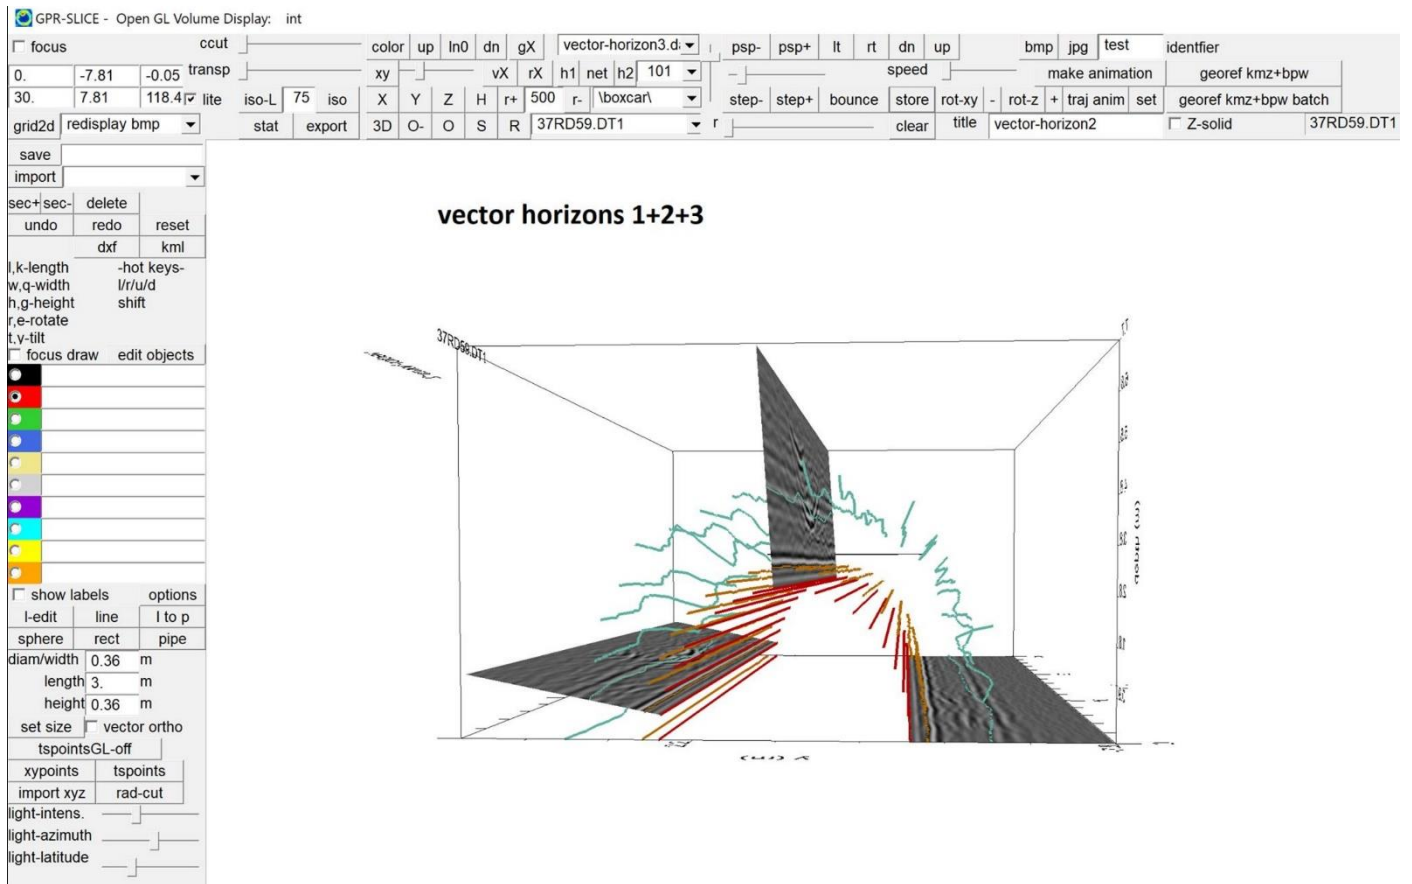 GPR-SLICE - Open GL Volume Display: int
focus ccut color up ln0 dn gX vector-horizon3.d psp- psp+ lt rt dn up bmp jpg test identfier
0. -7.81 -0.05 transp xy vX rX h1 net h2 101 speed make animation georef kmz+bpw
30. 7.81 118.4 lite iso-L 75 iso X Y Z H r+ 500 r- \boxcar\ step- step+ bounce store rot-xy - rot-z + traj anim set georef kmz+bpw batch
grid2d redisplay bmp stat export 3D O- O S R 37RD59.DT1 r clear title vector-horizon2 Z-solid 37RD59.DT1
save
import
sec+ sec- delete
undo redo reset
dxf kml
l,k-length -hot keys-
w,q-width l/r/u/d
h,g-height shift
r,e-rotate
t,y-tilt
focus draw edit objects
show labels options
l-edit line l to p
sphere rect pipe
diam/width 0.36 m
length 3. m
height 0.36 m
set size vector ortho
tspointsGL-off
xypoints tspoints
import xyz rad-cut
light-intens.
light-azimuth
light-latitude
vector horizons 1+2+3
37RD59.DT1
depth (m)
y (m)